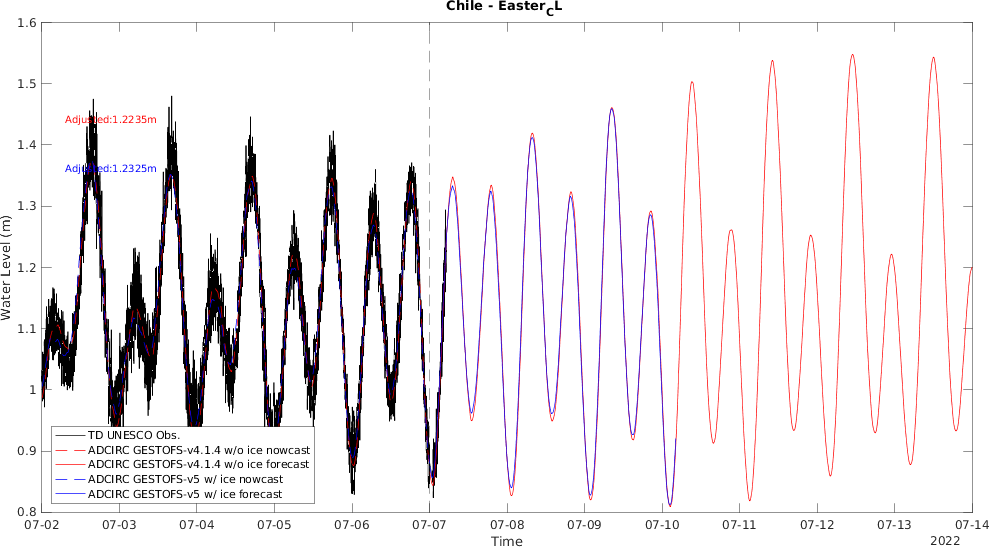 Chile - Easter_CL
1.6
1.5
1.4
1.3
1.2
1.1
1
0.9
0.8
Water Level (m)
Adjusted:1.2235m
Adjusted:1.2325m
TD UNESCO Obs.
ADCIRC GESTOFS-v4.1.4 w/o ice nowcast
ADCIRC GESTOFS-v4.1.4 w/o ice forecast
ADCIRC GESTOFS-v5 w/ ice nowcast
ADCIRC GESTOFS-v5 w/ ice forecast
07-02 07-03 07-04 07-05 07-06 07-07 07-08 07-09 07-10 07-11 07-12 07-13 07-14
Time
2022